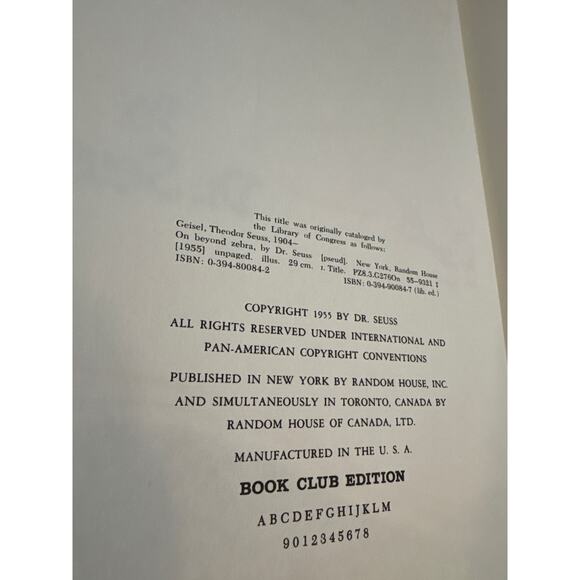 This title was originally cataloged by
the Library of Congress as follows:
Geisel, Theodor Seuss, 1904–
On beyond zebra, by Dr. Seuss [pseud]. New York, Random House
[1955] unpaged. illus. 29 cm. I. Title. PZ8.3.G276On 55–9321 ‡
ISBN: 0-394-80084-2 ISBN: 0-394-90084-7 (lib. ed.)
COPYRIGHT 1955 BY DR. SEUSS
ALL RIGHTS RESERVED UNDER INTERNATIONAL AND
PAN-AMERICAN COPYRIGHT CONVENTIONS
PUBLISHED IN NEW YORK BY RANDOM HOUSE, INC.
AND SIMULTANEOUSLY IN TORONTO, CANADA BY
RANDOM HOUSE OF CANADA, LTD.
MANUFACTURED IN THE U. S. A.
BOOK CLUB EDITION
ABCDEFGHIJKLM
9012345678